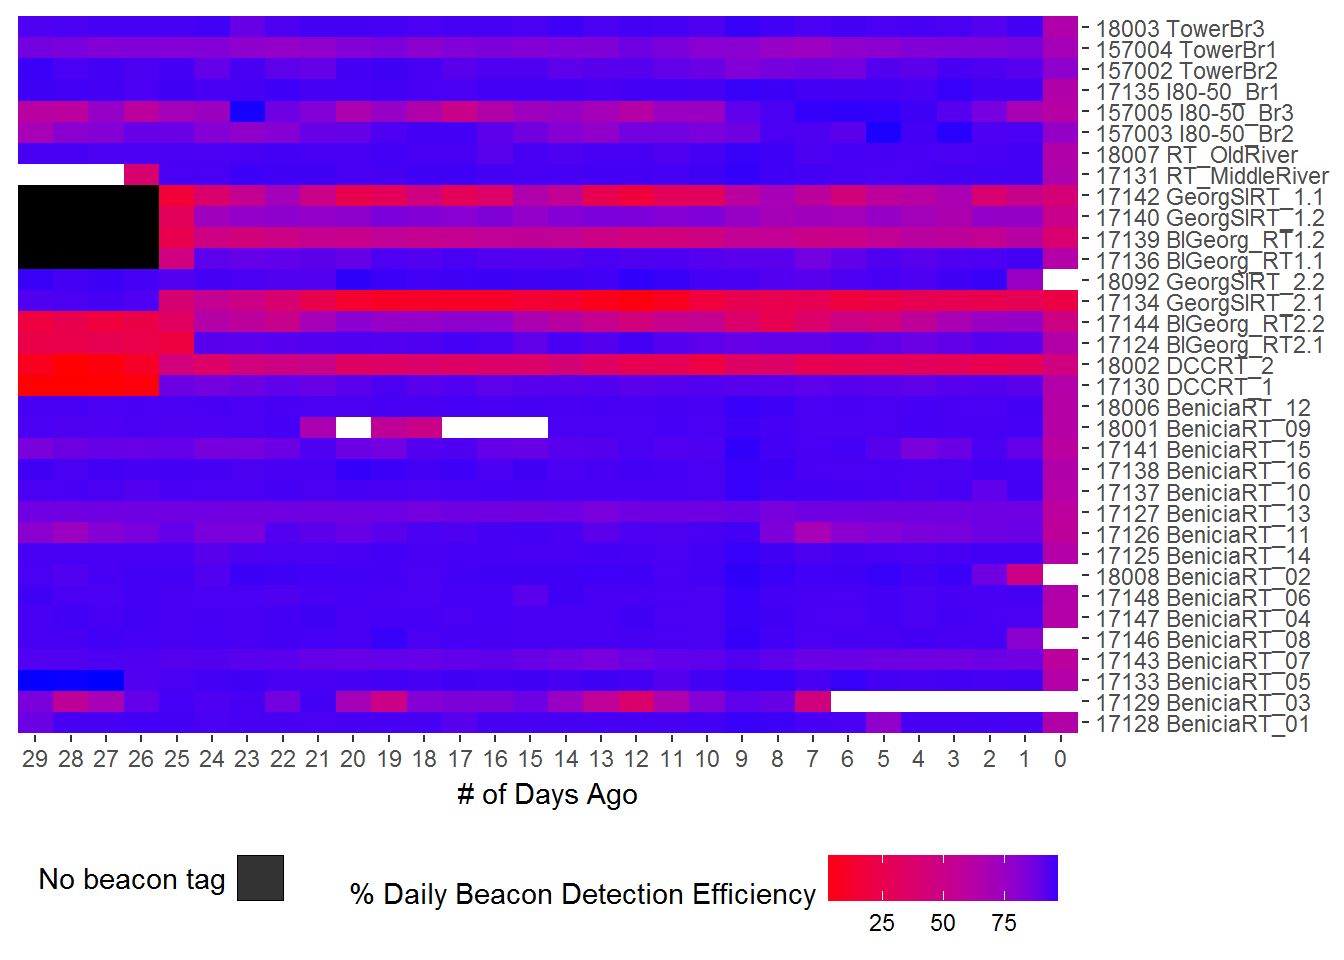 18003 TowerBr3
157004 TowerBr1
157002 TowerBr2
17135 I80-50_Br1
157005 I80-50_Br3
157003 I80-50_Br2
18007 RT_OldRiver
17131 RT_MiddleRiver
17142 GeorgSlRT_1.1
17140 GeorgSlRT_1.2
17139 BlGeorg_RT1.2
17136 BlGeorg_RT1.1
18092 GeorgSlRT_2.2
17134 GeorgSlRT_2.1
17144 BlGeorg_RT2.2
17124 BlGeorg_RT2.1
18002 DCCRT_2
17130 DCCRT_1
18006 BeniciaRT_12
18001 BeniciaRT_09
17141 BeniciaRT_15
17138 BeniciaRT_16
17137 BeniciaRT_10
17127 BeniciaRT_13
17126 BeniciaRT_11
17125 BeniciaRT_14
18008 BeniciaRT_02
17148 BeniciaRT_06
17147 BeniciaRT_04
17146 BeniciaRT_08
17143 BeniciaRT_07
17133 BeniciaRT_05
17129 BeniciaRT_03
17128 BeniciaRT_01
29 28 27 26 25 24 23 22 21 20 19 18 17 16 15 14 13 12 11 10 9 8 7 6 5 4 3 2 1 0
# of Days Ago
No beacon tag
% Daily Beacon Detection Efficiency
25 50 75